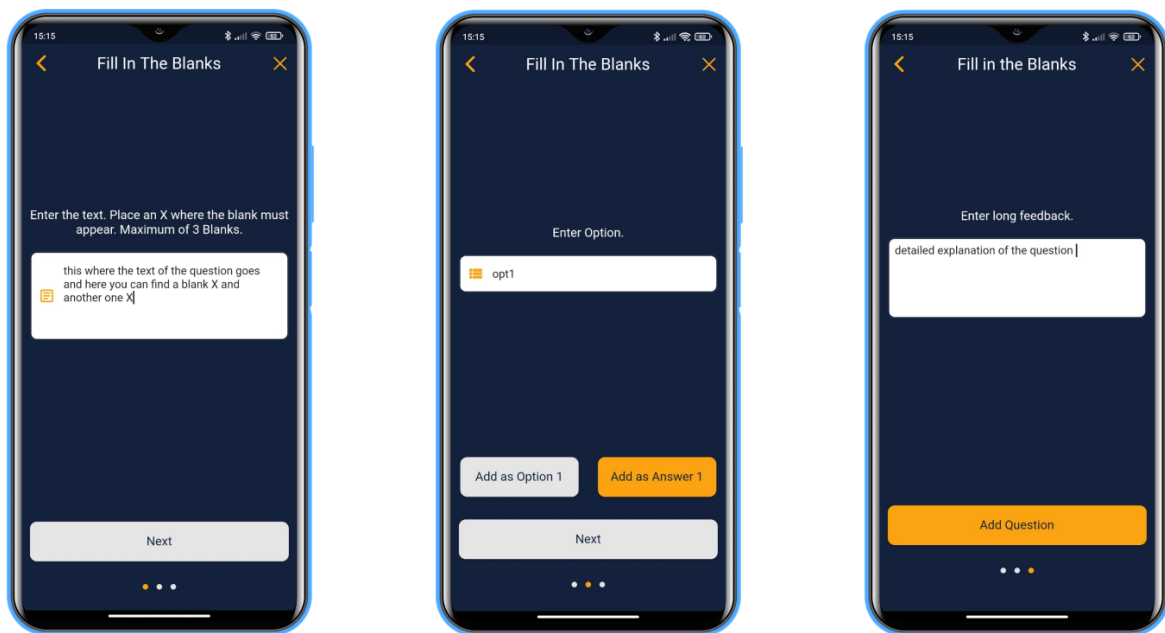 15:15
Fill In The Blanks
Enter the text. Place an X where the blank must
appear. Maximum of 3 Blanks.
this where the text of the question goes
and here you can find a blank X and
another one X
Next
15:15
Fill In The Blanks
Enter Option.
opt1
Add as Option 1
Add as Answer 1
Next
15:15
Fill in the Blanks
Enter long feedback.
detailed explanation of the question
Add Question